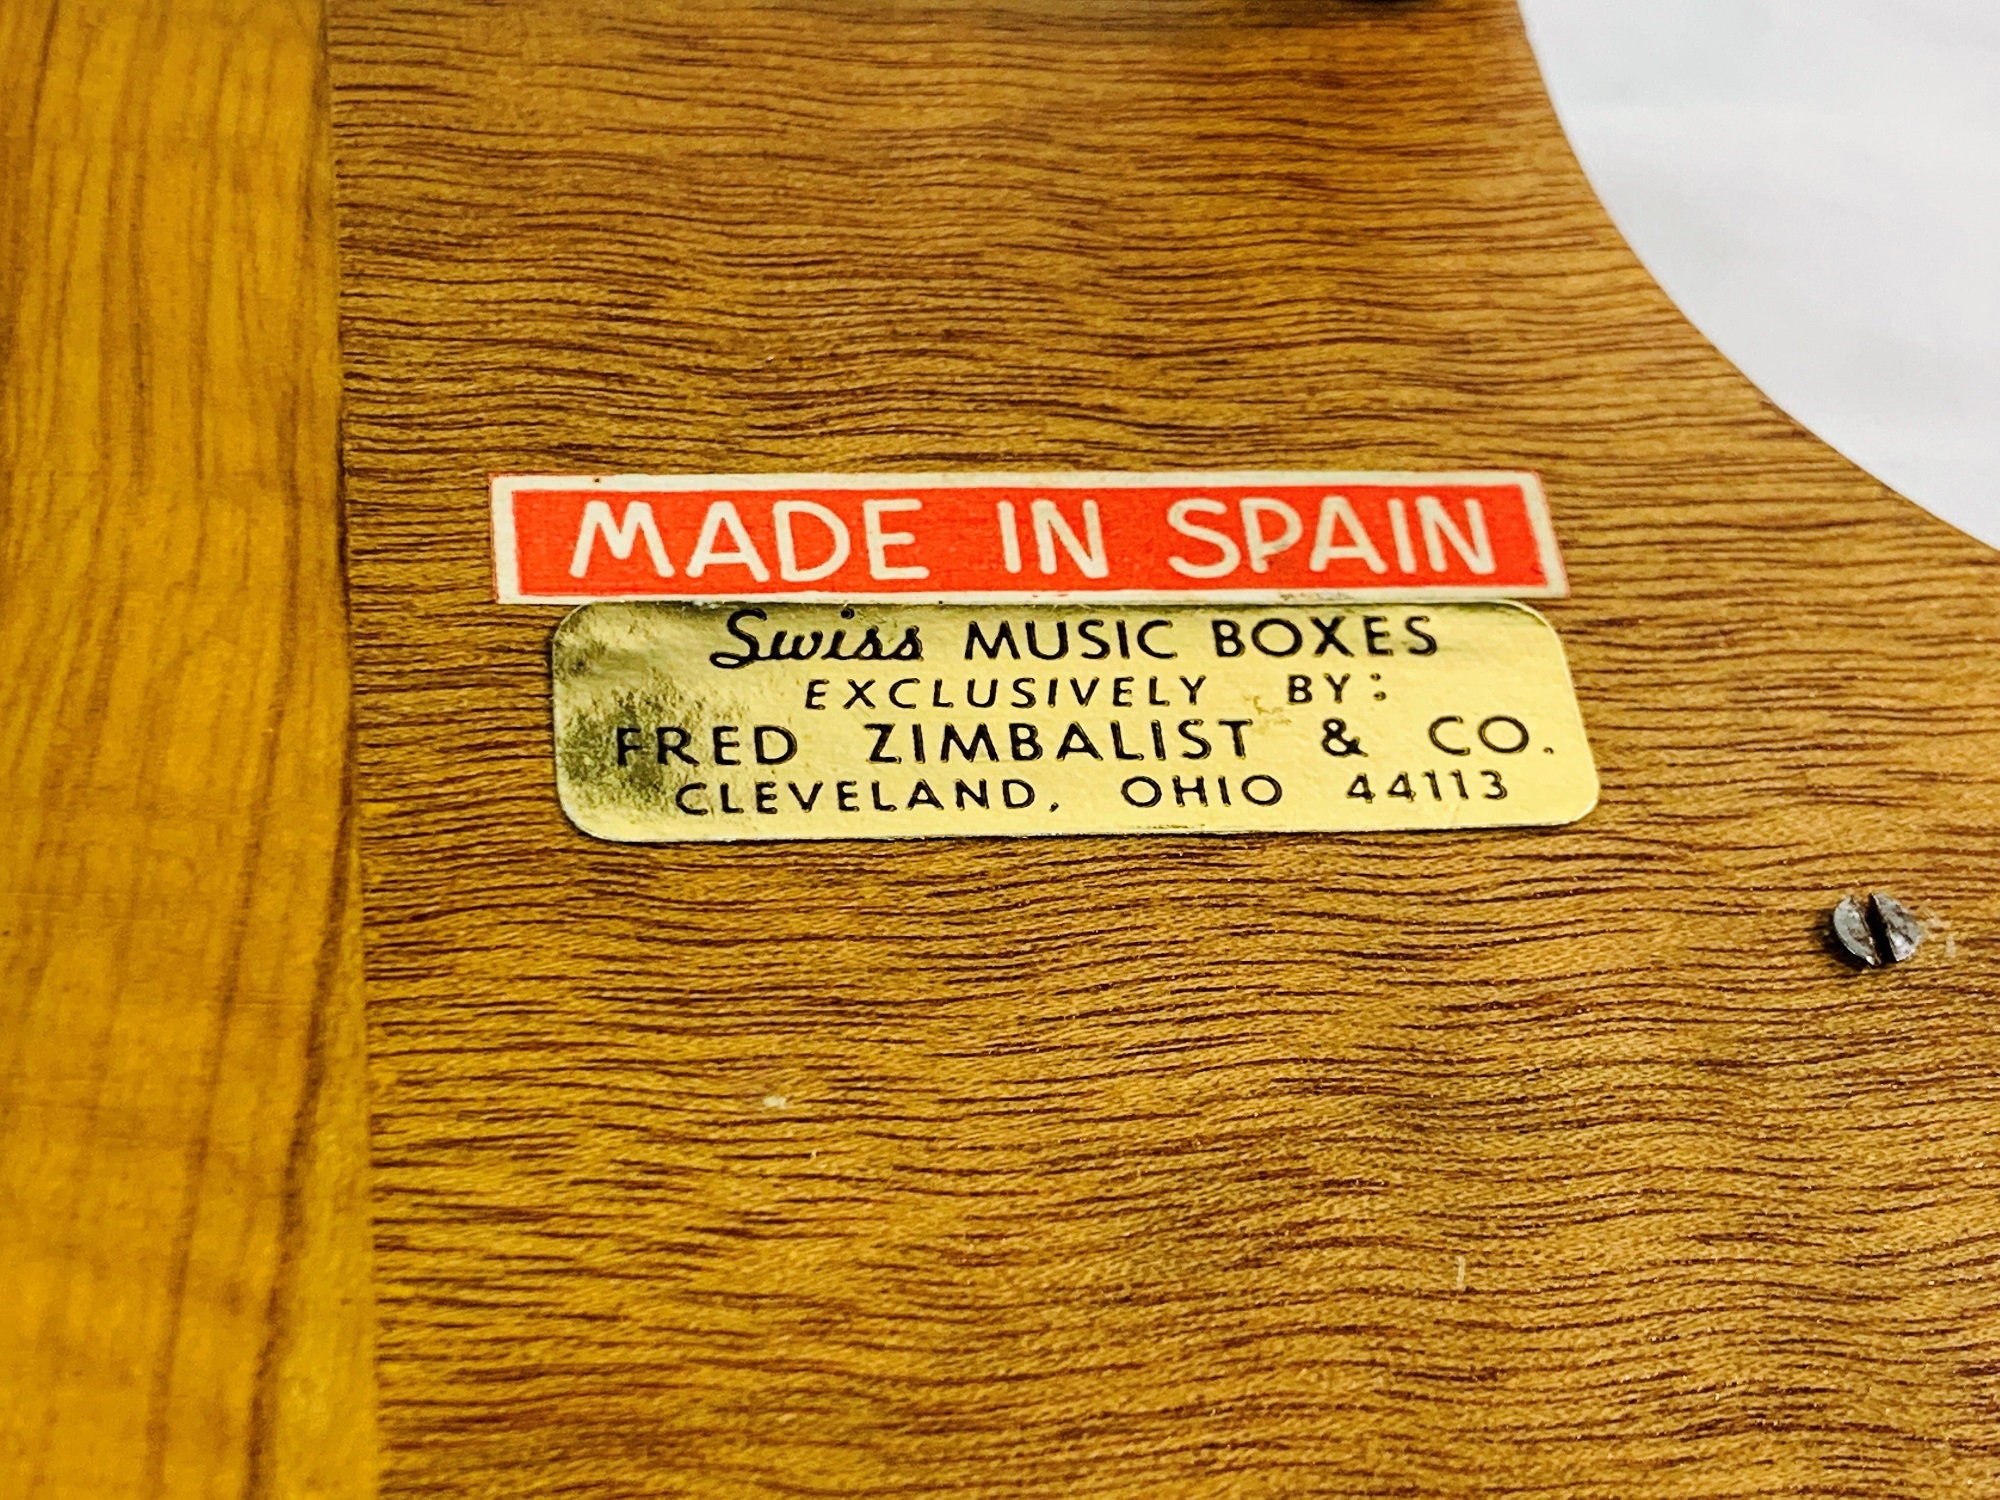 MADE IN SPAIN
Swiss MUSIC BOXES
EXCLUSIVELY BY:
FRED ZIMBALIST & CO.
CLEVELAND, OHIO 44113